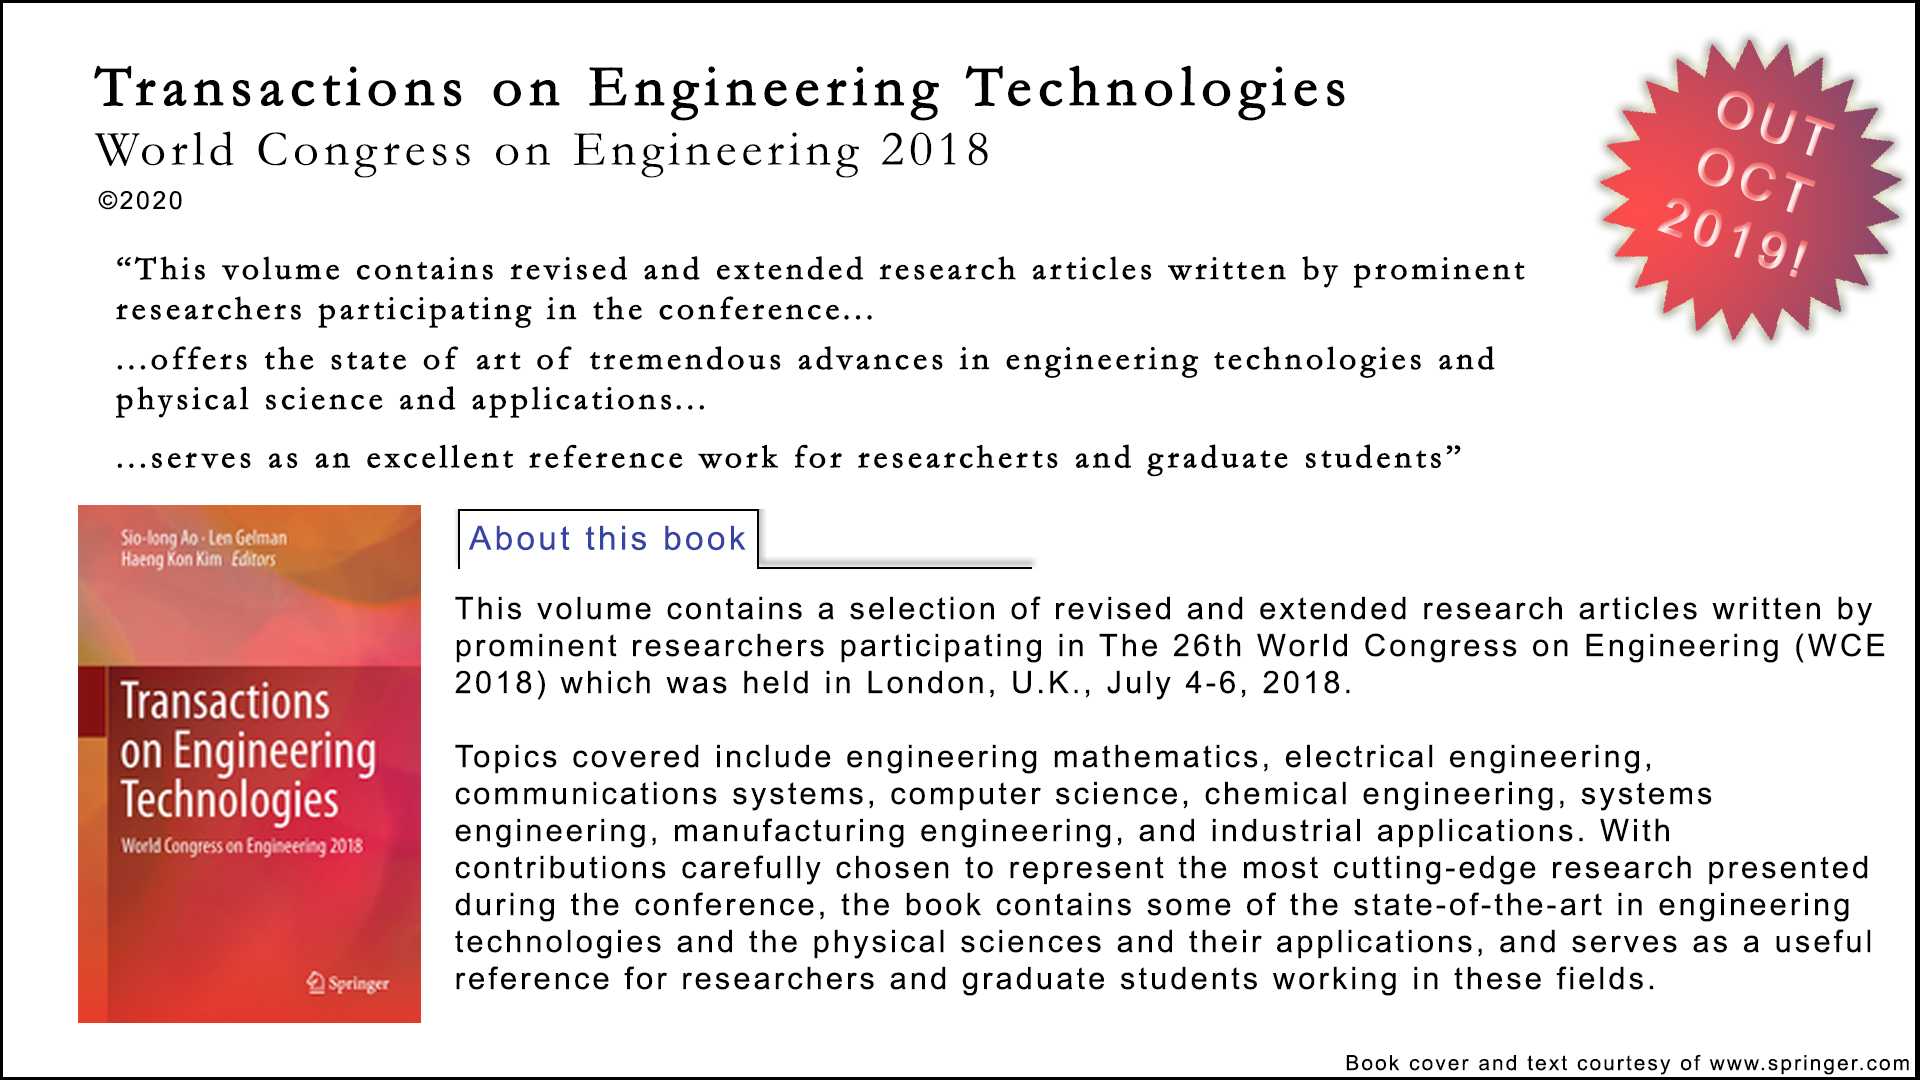 Transactions on Engineering Technologies
World Congress on Engineering 2018
©2020
OUT
OCT
2019!
“This volume contains revised and extended research articles written by prominent
researchers participating in the conference...
...offers the state of art of tremendous advances in engineering technologies and
physical science and applications...
...serves as an excellent reference work for researcherts and graduate students”
Sio-Iong Ao · Len Gelman
Haeng Kon Kim Editors
Transactions
on Engineering
Technologies
World Congress on Engineering 2018
Springer
About this book
This volume contains a selection of revised and extended research articles written by
prominent researchers participating in The 26th World Congress on Engineering (WCE
2018) which was held in London, U.K., July 4-6, 2018.
Topics covered include engineering mathematics, electrical engineering,
communications systems, computer science, chemical engineering, systems
engineering, manufacturing engineering, and industrial applications. With
contributions carefully chosen to represent the most cutting-edge research presented
during the conference, the book contains some of the state-of-the-art in engineering
technologies and the physical sciences and their applications, and serves as a useful
reference for researchers and graduate students working in these fields.
Book cover and text courtesy of www.springer.com